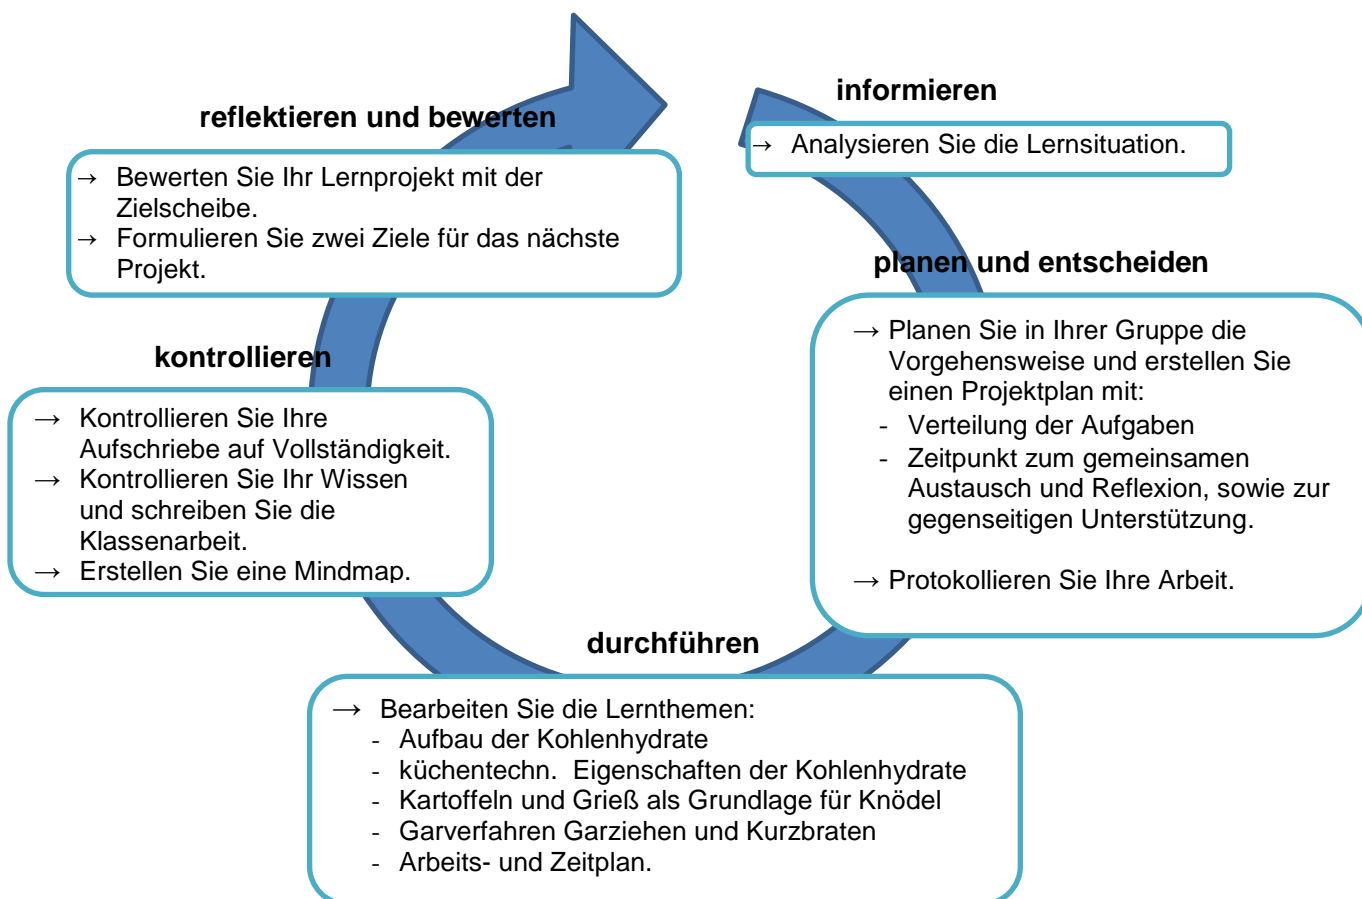 informieren
→ Analysieren Sie die Lernsituation.
planen und entscheiden
→ Planen Sie in Ihrer Gruppe die
Vorgehensweise und erstellen Sie
einen Projektplan mit:
- Verteilung der Aufgaben
- Zeitpunkt zum gemeinsamen
Austausch und Reflexion, sowie zur
gegenseitigen Unterstützung.
→ Protokollieren Sie Ihre Arbeit.
durchführen
→ Bearbeiten Sie die Lernthemen:
- Aufbau der Kohlenhydrate
- küchentechn. Eigenschaften der Kohlenhydrate
- Kartoffeln und Grieß als Grundlage für Knödel
- Garverfahren Garziehen und Kurzbraten
- Arbeits- und Zeitplan.
kontrollieren
→ Kontrollieren Sie Ihre
Aufschriebe auf Vollständigkeit.
→ Kontrollieren Sie Ihr Wissen
und schreiben Sie die
Klassenarbeit.
→ Erstellen Sie eine Mindmap.
reflektieren und bewerten
→ Bewerten Sie Ihr Lernprojekt mit der
Zielscheibe.
→ Formulieren Sie zwei Ziele für das nächste
Projekt.